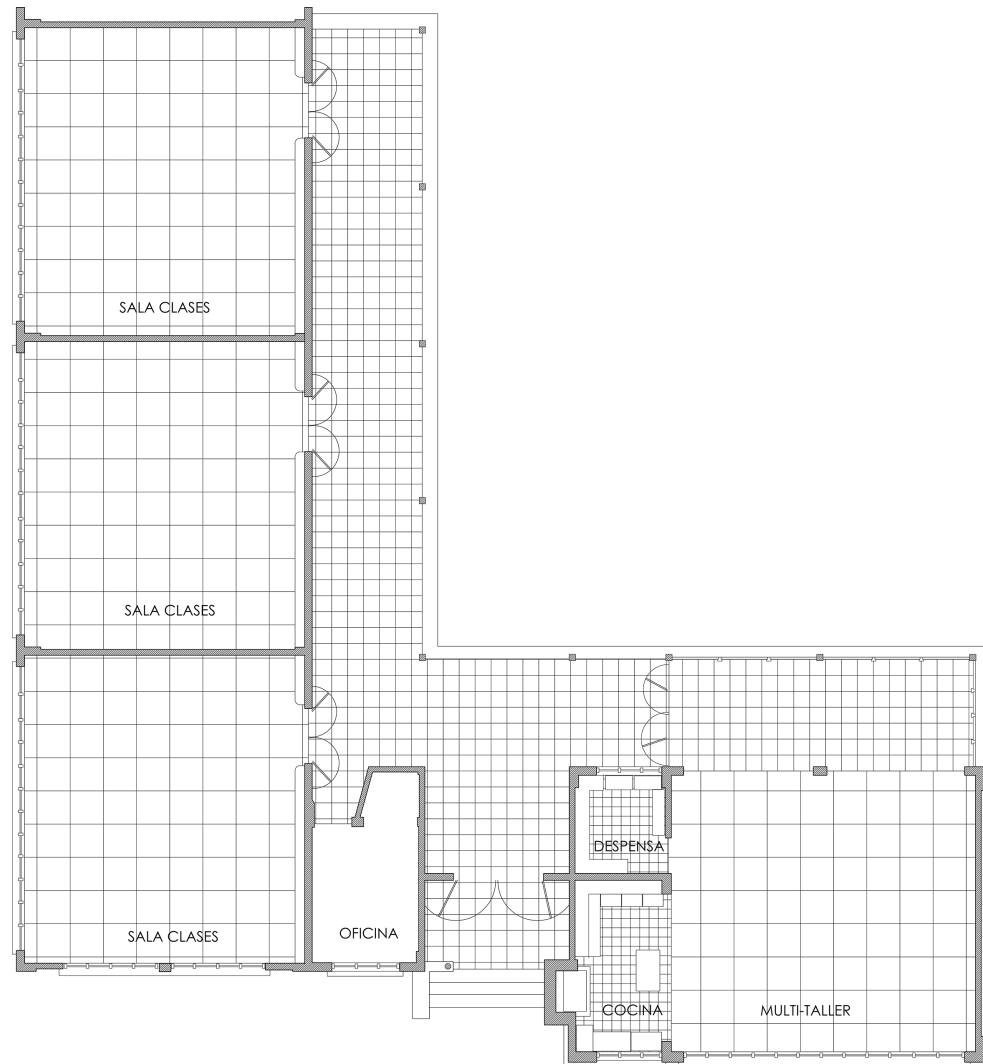 SALA CLASES
SALA CLASES
DESPENSA
OFICINA
SALA CLASES
COCINA
MULTI-TALLER